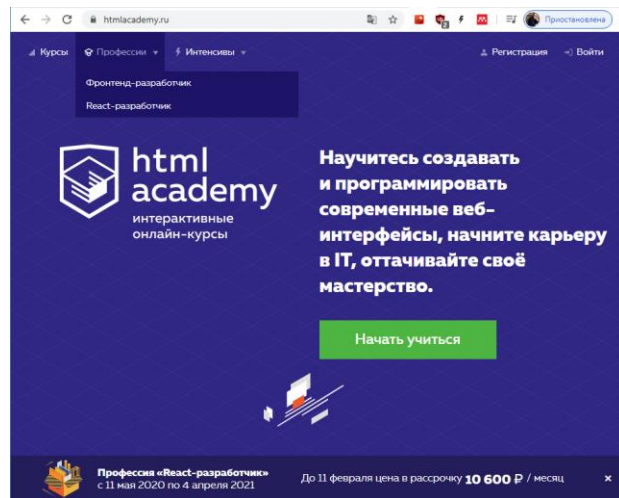 htmlacademy.ru
Приостановлена
Курсы Профессии Интенсивы Регистрация Войти
Фронтенд-разработчик
React-разработчик
html
academy
интерактивные
онлайн-курсы
Научитесь создавать
и программировать
современные веб-
интерфейсы, начните карьеру
в IT, оттачивайте своё
мастерство.
Начать учиться
Профессия «React-разработчик»
с 11 мая 2020 по 4 апреля 2021
До 11 февраля цена в рассрочку 10 600 ₽ / месяц